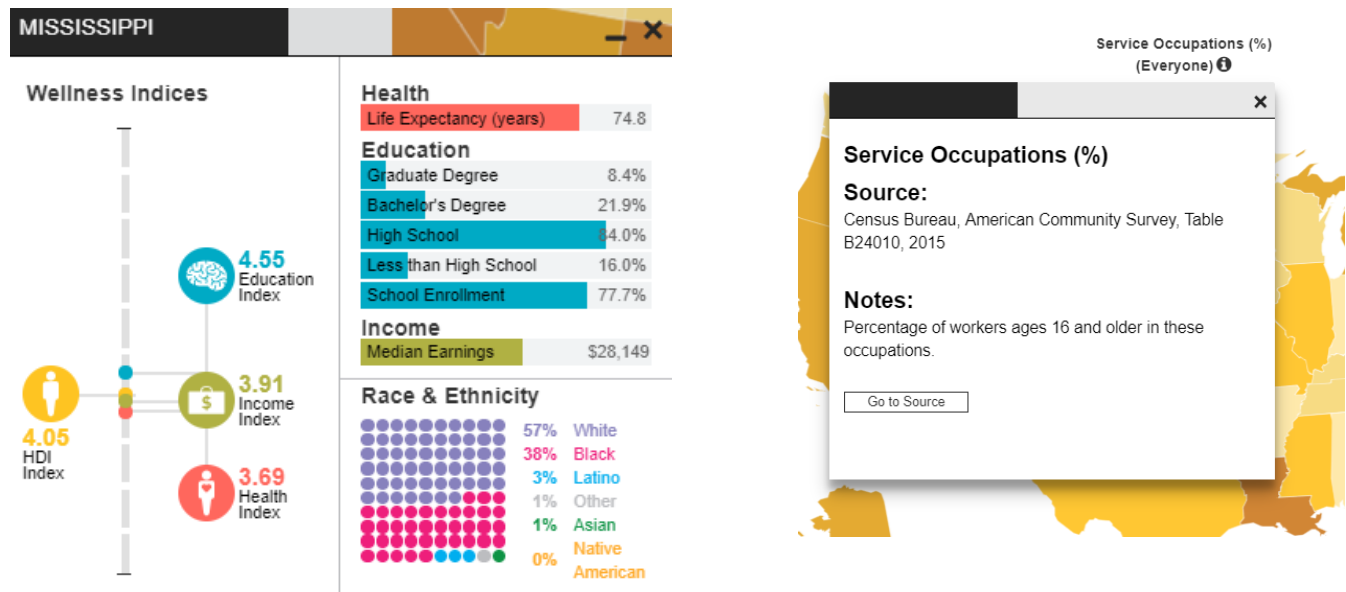 MISSISSIPPI
Wellness Indices
4.55
Education
Index
3.91
Income
Index
4.05
HDI
Index
3.69
Health
Index
Health
Life Expectancy (years) 74.8
Education
Graduate Degree 8.4%
Bachelor's Degree 21.9%
High School 84.0%
Less than High School 16.0%
School Enrollment 77.7%
Income
Median Earnings $28,149
Race & Ethnicity
57% White
38% Black
3% Latino
1% Other
1% Asian
0% Native
American
Service Occupations (%)
(Everyone)
Service Occupations (%)
Source:
Census Bureau, American Community Survey, Table
B24010, 2015
Notes:
Percentage of workers ages 16 and older in these
occupations.
Go to Source